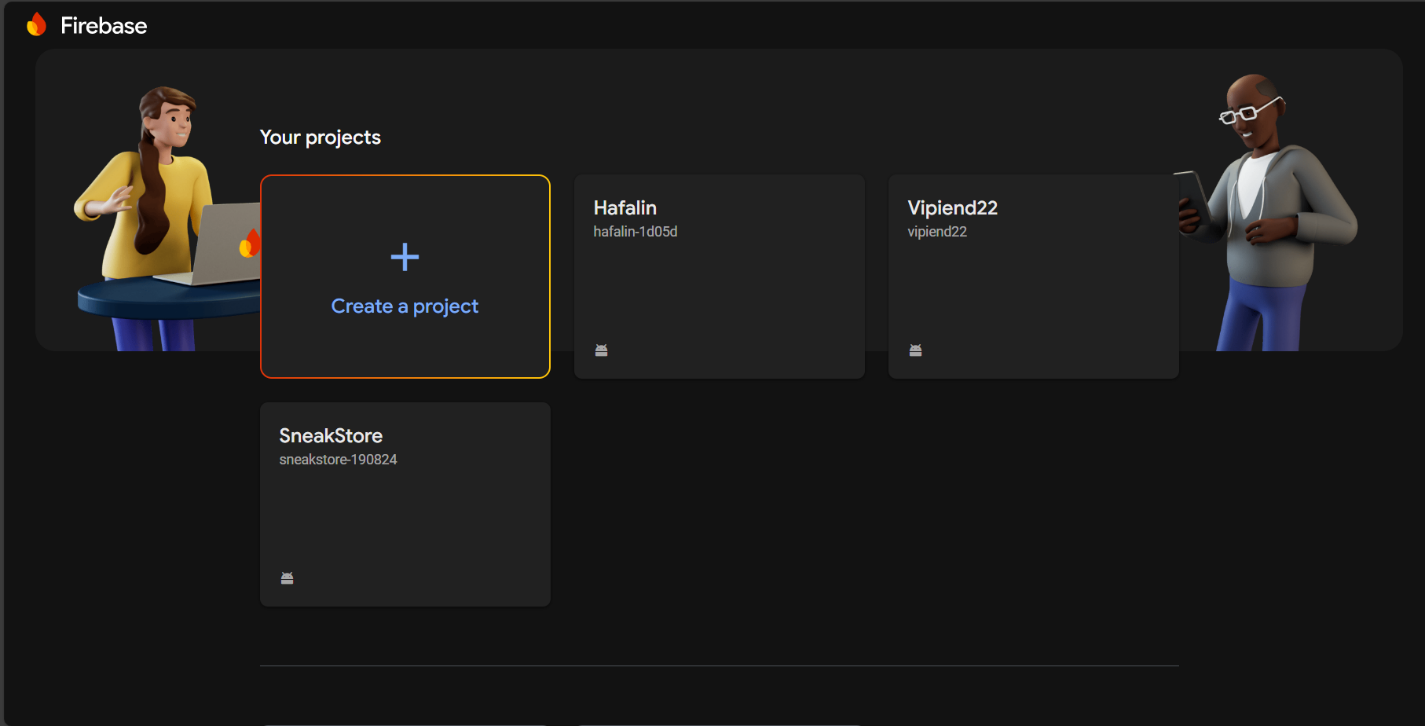 Firebase
Your projects
Create a project
Hafalin
hafalin-1d05d
Vipiend22
vipiend22
SneakStore
sneakstore-190824